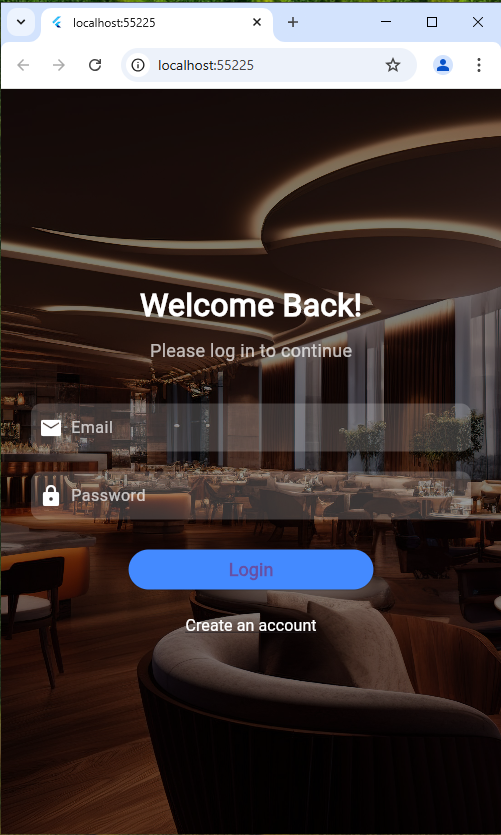 localhost:55225
localhost:55225
Welcome Back!
Please log in to continue
Email
Password
Login
Create an account